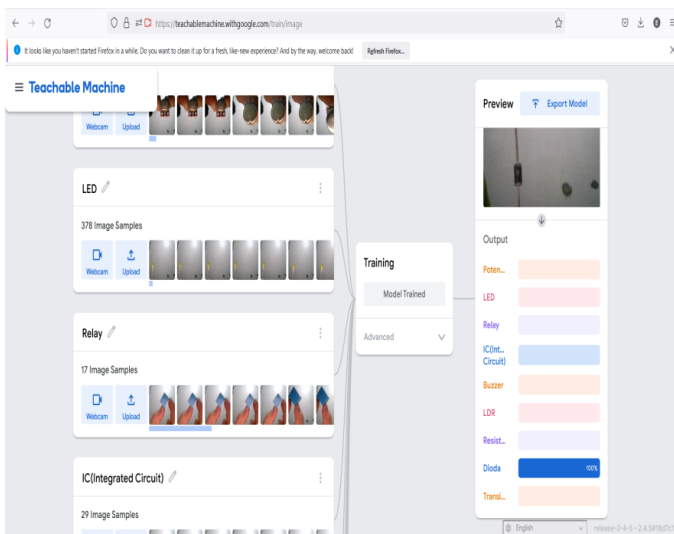 https://teachablemachine.withgoogle.com/train/image
It looks like you haven't started Firefox in a while. Do you want to clean it up for a fresh, like-new experience? And by the way, welcome back!
Refresh Firefox...
Teachable Machine
Webcam
Upload
LED
378 Image Samples
Webcam
Upload
Relay
17 Image Samples
Webcam
Upload
IC(Integrated Circuit)
29 Image Samples
Training
Model Trained
Advanced
Preview
Export Model
Output
Poten...
LED
Relay
IC(Int...
Circuit)
Buzzer
LDR
Resist...
Dioda
100%
Transi...
English